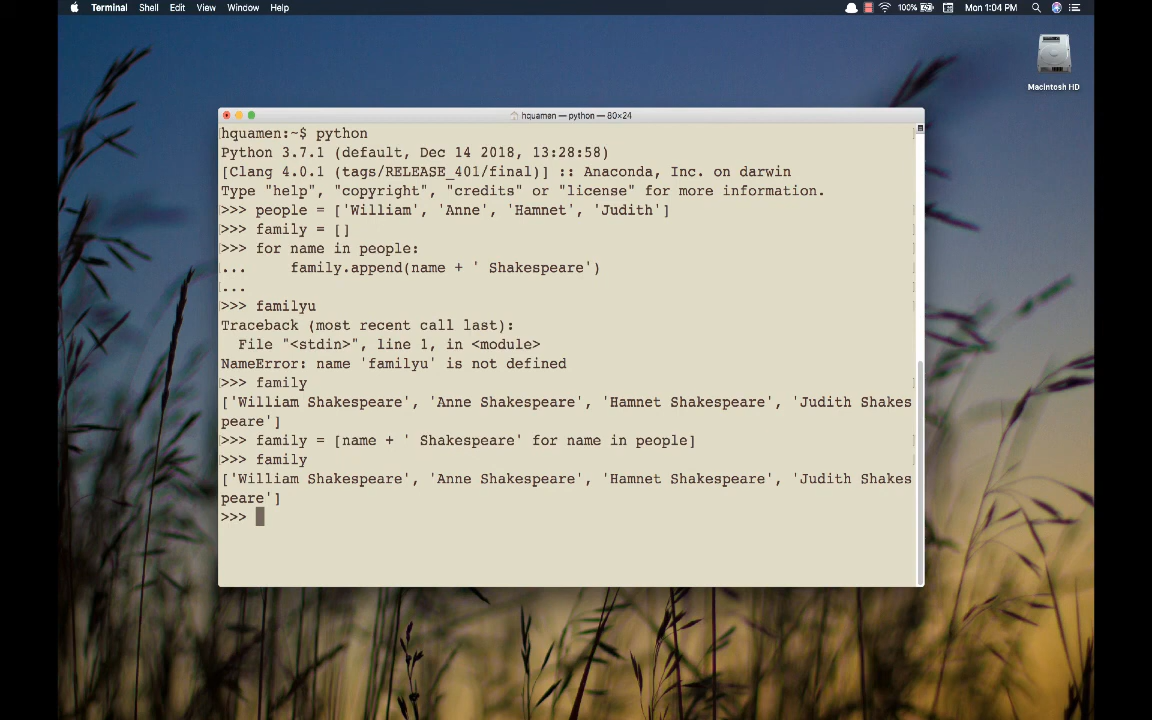 Terminal Shell Edit View Window Help 100% Mon 1:04 PM
Macintosh HD
hquamen — python — 80×24
hquamen:~$ python
Python 3.7.1 (default, Dec 14 2018, 13:28:58)
[Clang 4.0.1 (tags/RELEASE_401/final)] :: Anaconda, Inc. on darwin
Type "help", "copyright", "credits" or "license" for more information.
>>> people = ['William', 'Anne', 'Hamnet', 'Judith']
>>> family = []
>>> for name in people:
...     family.append(name + ' Shakespeare')
...
>>> familyu
Traceback (most recent call last):
  File "<stdin>", line 1, in <module>
NameError: name 'familyu' is not defined
>>> family
['William Shakespeare', 'Anne Shakespeare', 'Hamnet Shakespeare', 'Judith Shakes
peare']
>>> family = [name + ' Shakespeare' for name in people]
>>> family
['William Shakespeare', 'Anne Shakespeare', 'Hamnet Shakespeare', 'Judith Shakes
peare']
>>>